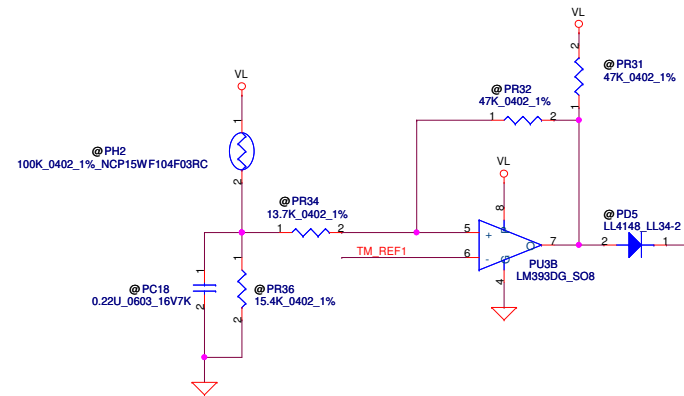 VL
@PR31
47K_0402_1%
2
1
@PR32
47K_0402_1%
1
2
VL
@PH2
100K_0402_1%_NCP15WF104F03RC
1
2
VL
@PR34
13.7K_0402_1%
1
2
8
P
5
+
6
-
O
7
G
4
TM_REF1
PU3B
LM393DG_SO8
@PD5
LL4148_LL34-2
2
1
@PC18
0.22U_0603_16V7K
1
2
@PR36
15.4K_0402_1%
1
2